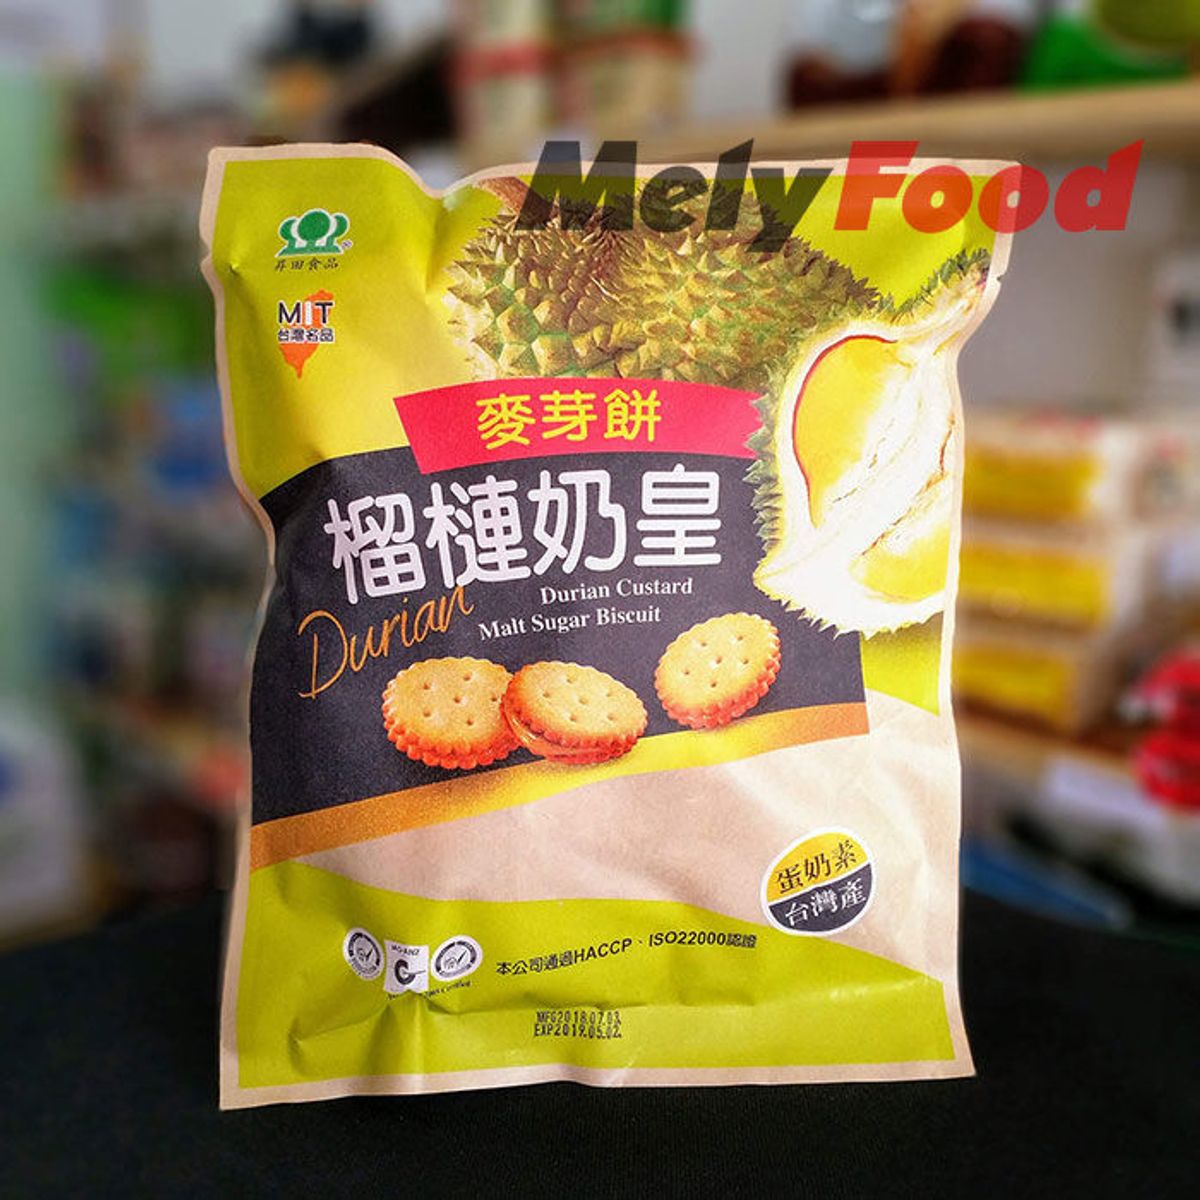 MelyFood
昇田食品
MIT
台灣名品
麥芽餅
榴槤奶皇
Durian
Durian Custard
Malt Sugar Biscuit
蛋奶素
台灣產
本公司通過HACCP、ISO22000認證
MFG2018.07.03.
EXP2019.05.02.